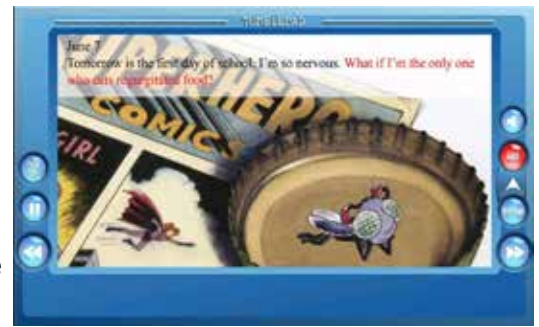 June 7
Tomorrow is the first day of school. I'm so nervous. What if I'm the only one
who eats regurgitated food?
SUPERHERO
COMICS
GIRL
e